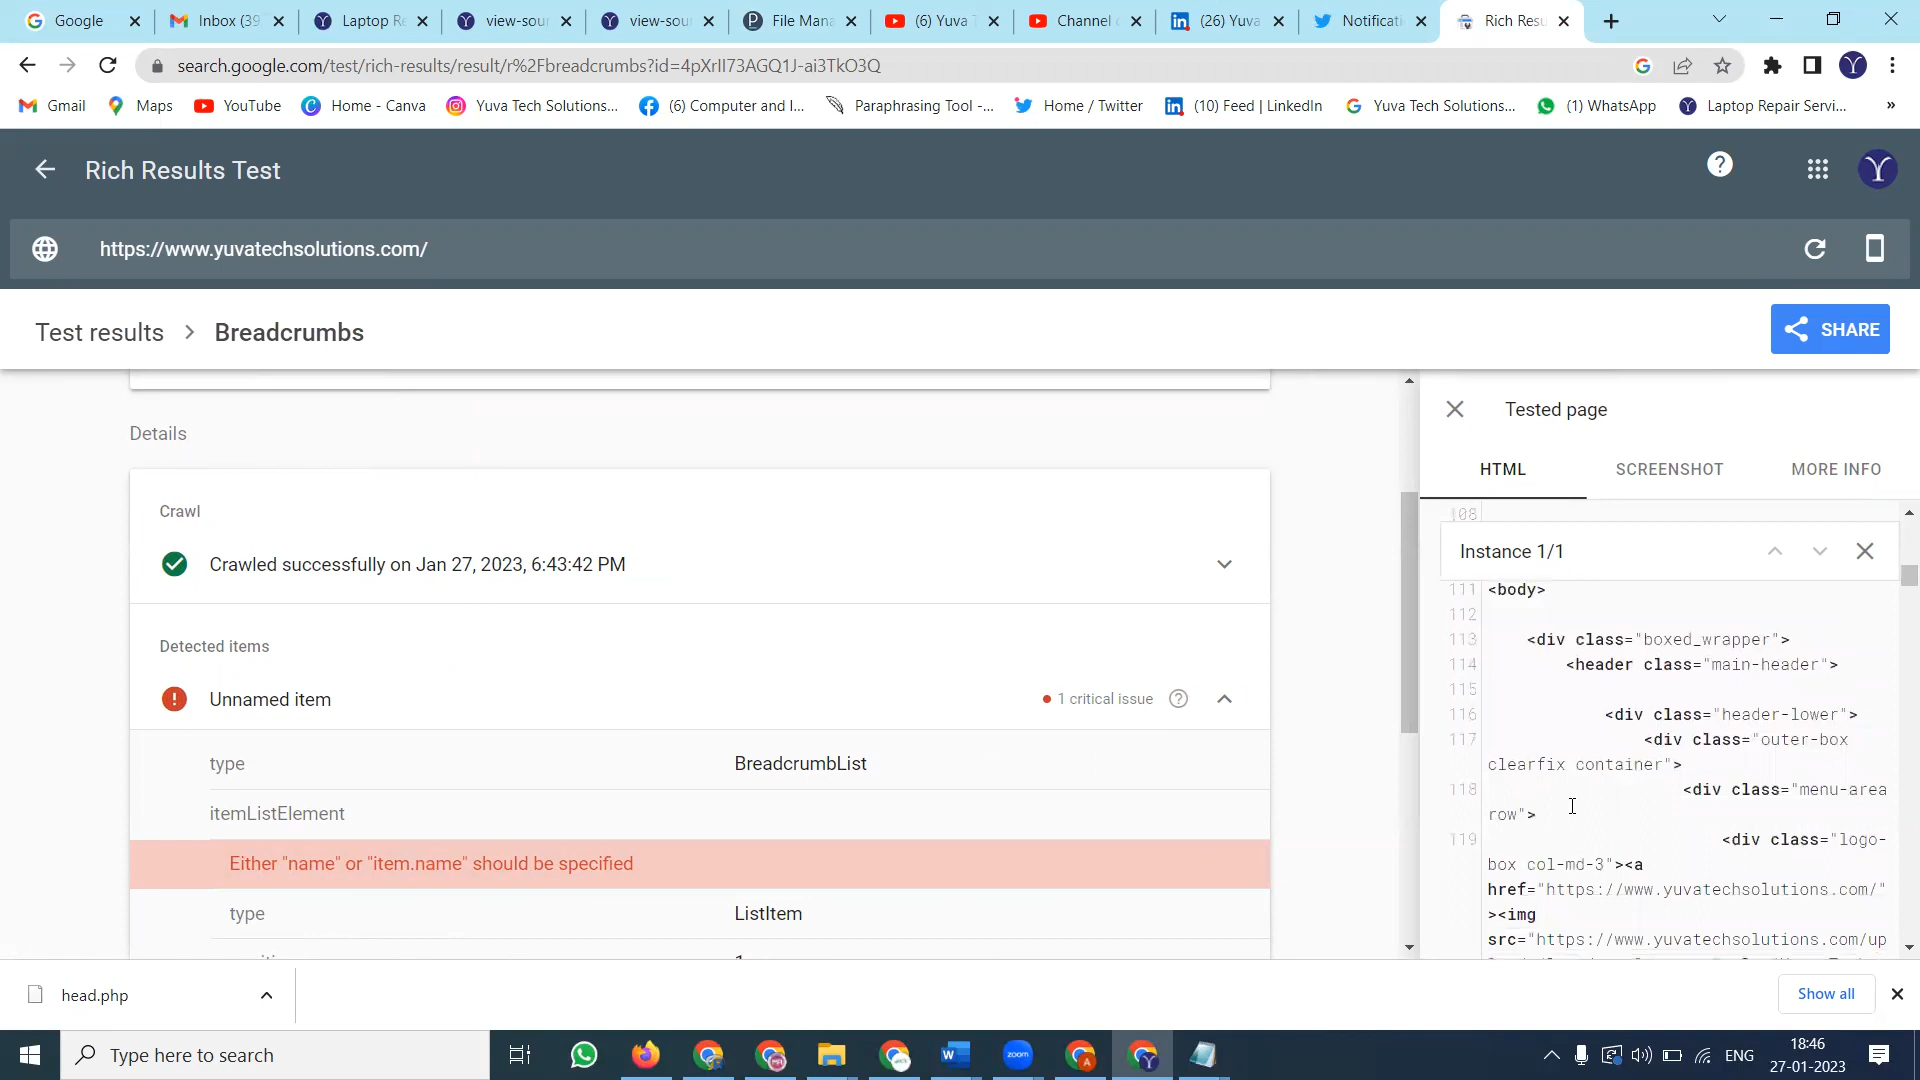 Google
Inbox (39
Laptop Re
view-sour
view-sour
File Mana
(6) Yuva T
Channel c
(26) Yuva
Notificati
Rich Resu
search.google.com/test/rich-results/result/r%2Fbreadcrumbs?id=4pXrII73AGQ1J-ai3TkO3Q
Gmail
Maps
YouTube
Home - Canva
Yuva Tech Solutions...
(6) Computer and I...
Paraphrasing Tool -...
Home / Twitter
(10) Feed | LinkedIn
Yuva Tech Solutions...
(1) WhatsApp
Laptop Repair Servi...
Rich Results Test
https://www.yuvatechsolutions.com/
Test results > Breadcrumbs
SHARE
Details
Crawl
Crawled successfully on Jan 27, 2023, 6:43:42 PM
Detected items
Unnamed item
1 critical issue
type BreadcrumbList
itemListElement
Either "name" or "item.name" should be specified
type ListItem
Tested page
HTML
SCREENSHOT
MORE INFO
108
Instance 1/1
111 <body>
112
113 <div class="boxed_wrapper">
114 <header class="main-header">
115
116 <div class="header-lower">
117 <div class="outer-box
clearfix container">
118 <div class="menu-area
row">
119 <div class="logo-
box col-md-3"><a
href="https://www.yuvatechsolutions.com/"
><img
src="https://www.yuvatechsolutions.com/up
head.php
Show all
Type here to search
zoom
ENG
18:46
27-01-2023